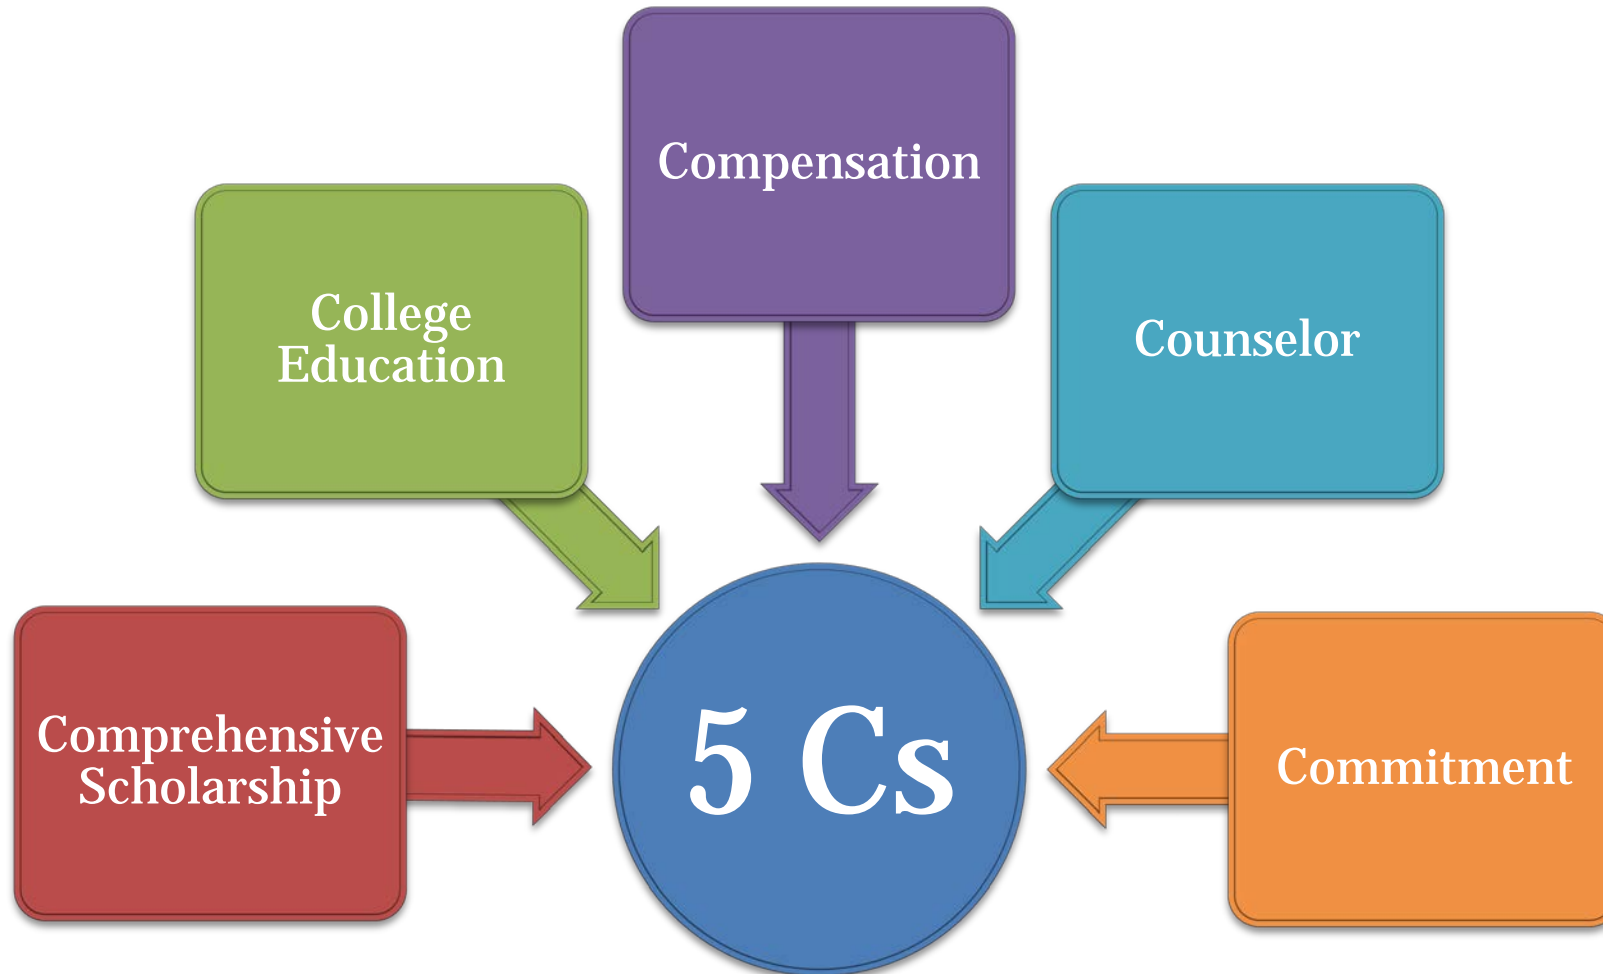 Compensation
College
Education
Counselor
Comprehensive
Scholarship
5 Cs
Commitment